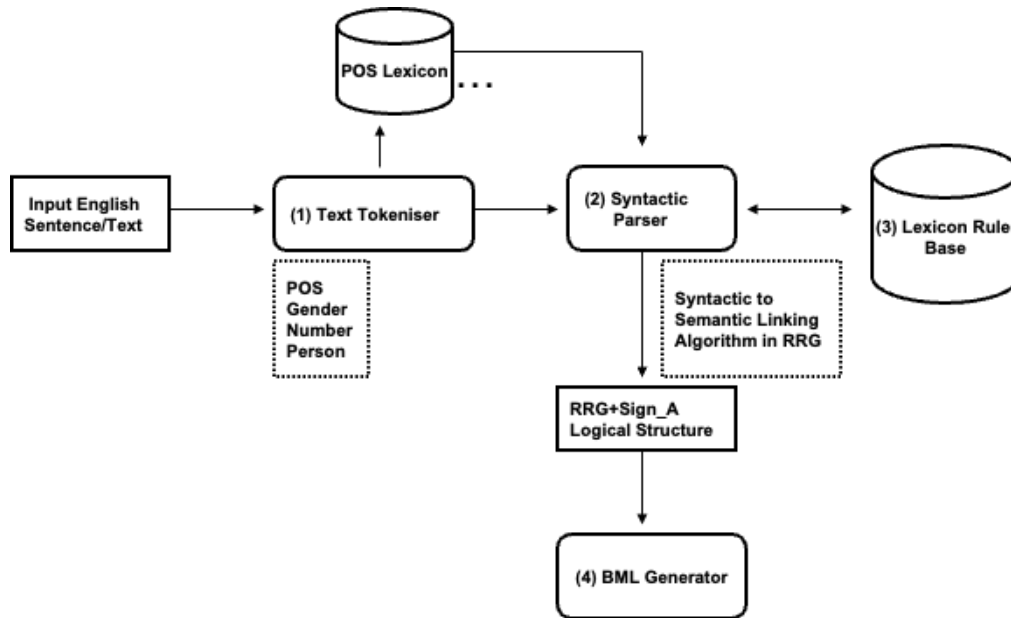 POS Lexicon
...
Input English
Sentence/Text
(1) Text Tokeniser
(2) Syntactic
Parser
(3) Lexicon Rule
Base
POS
Gender
Number
Person
Syntactic to
Semantic Linking
Algorithm in RRG
RRG+Sign_A
Logical Structure
(4) BML Generator